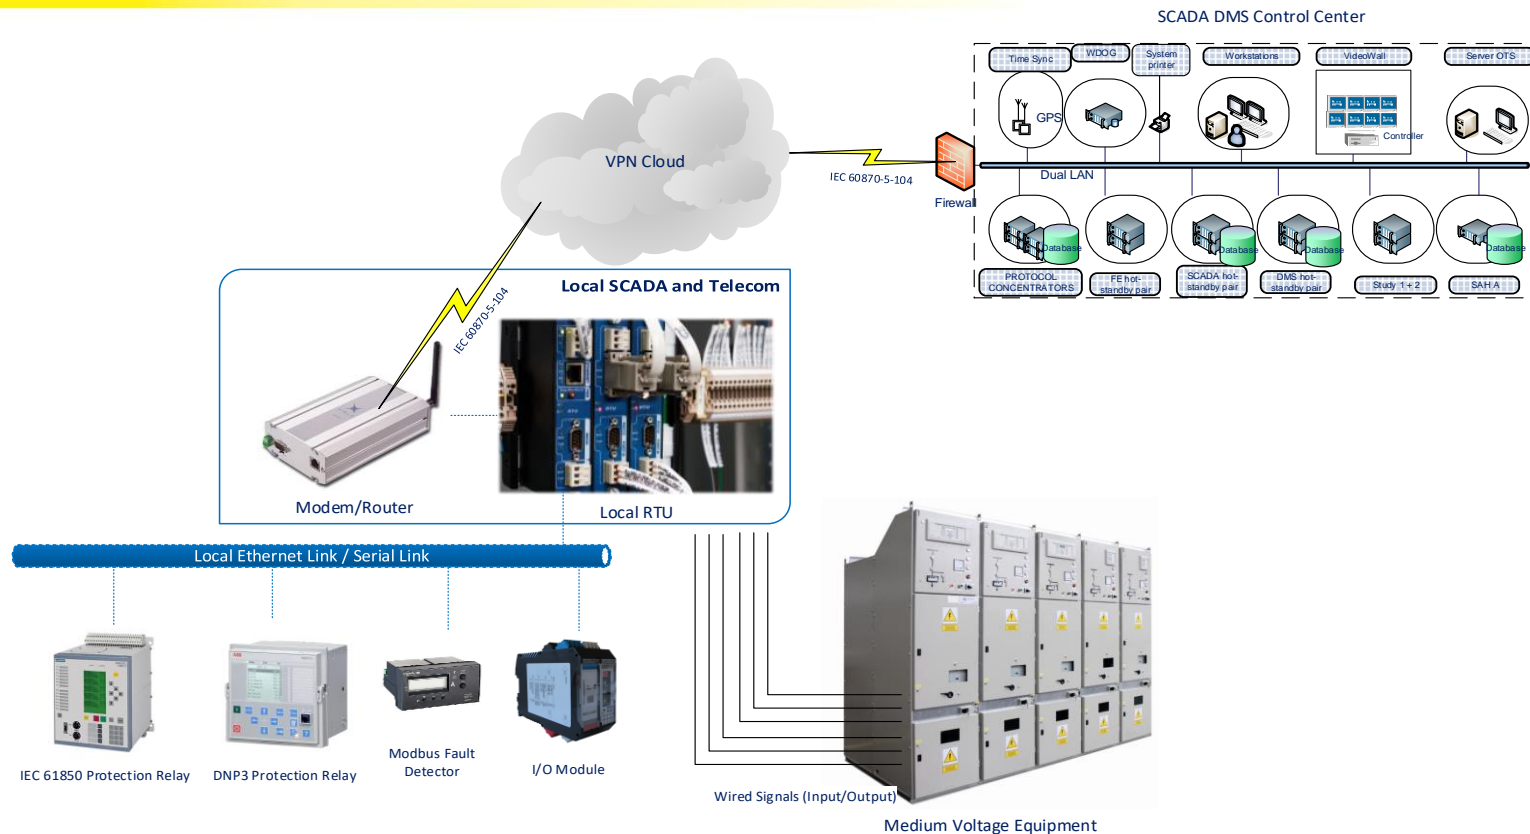 SCADA DMS Control Center
Time Sync
WDOG
System
printer
Workstations
VideoWall
Server OTS
GPS
Controller
VPN Cloud
IEC 60870-5-104
Firewall
Dual LAN
Database
Database
Database
Database
PROTOCOL
CONCENTRATORS
FE hot-
standby pair
SCADA hot-
standby pair
DMS hot-
standby pair
Study 1 + 2
SAH A
Local SCADA and Telecom
IEC 60870-5-104
RTU
RTU
RTU
Modem/Router
Local RTU
Local Ethernet Link / Serial Link
IEC 61850 Protection Relay
DNP3 Protection Relay
Modbus Fault
Detector
I/O Module
Wired Signals (Input/Output)
Medium Voltage Equipment